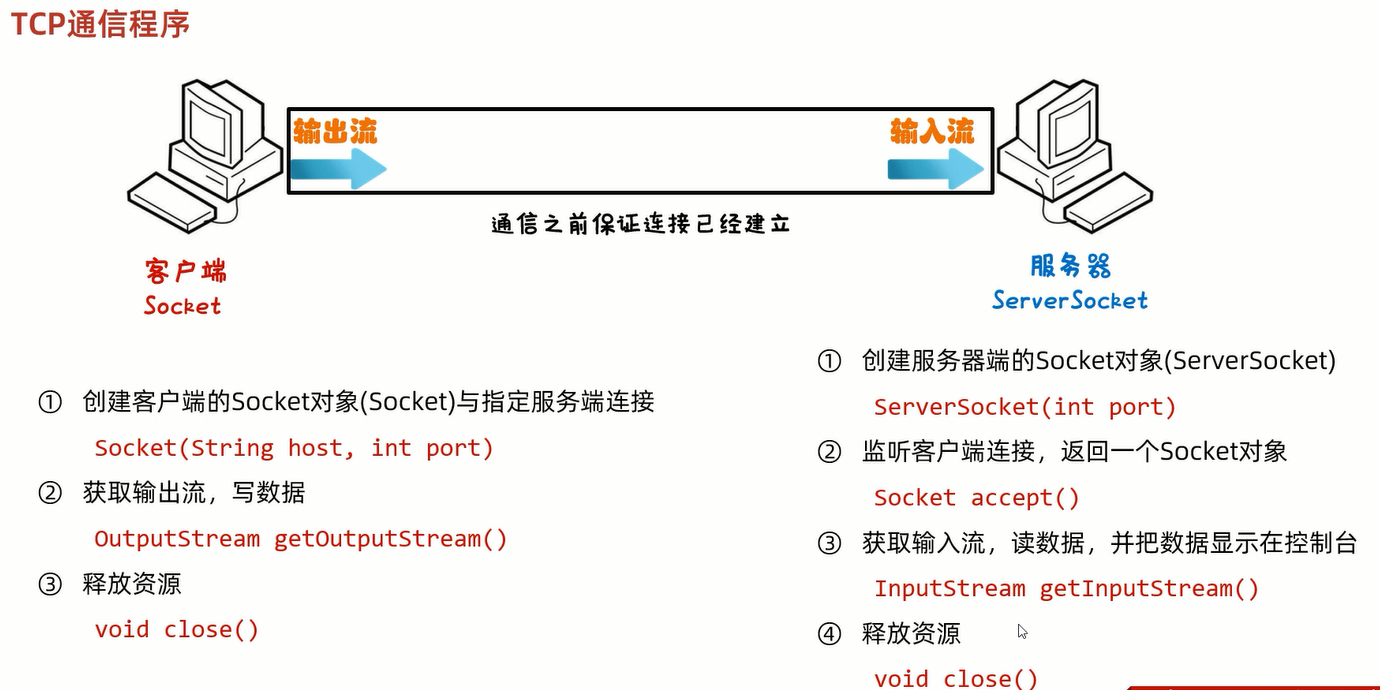 TCP通信程序
输出流
输入流
通信之前保证连接已经建立
客户端
Socket
服务器
ServerSocket
① 创建客户端的Socket对象(Socket)与指定服务端连接
Socket(String host, int port)
② 获取输出流，写数据
OutputStream getOutputStream()
③ 释放资源
void close()
① 创建服务器端的Socket对象(ServerSocket)
ServerSocket(int port)
② 监听客户端连接，返回一个Socket对象
Socket accept()
③ 获取输入流，读数据，并把数据显示在控制台
InputStream getInputStream()
④ 释放资源
void close()